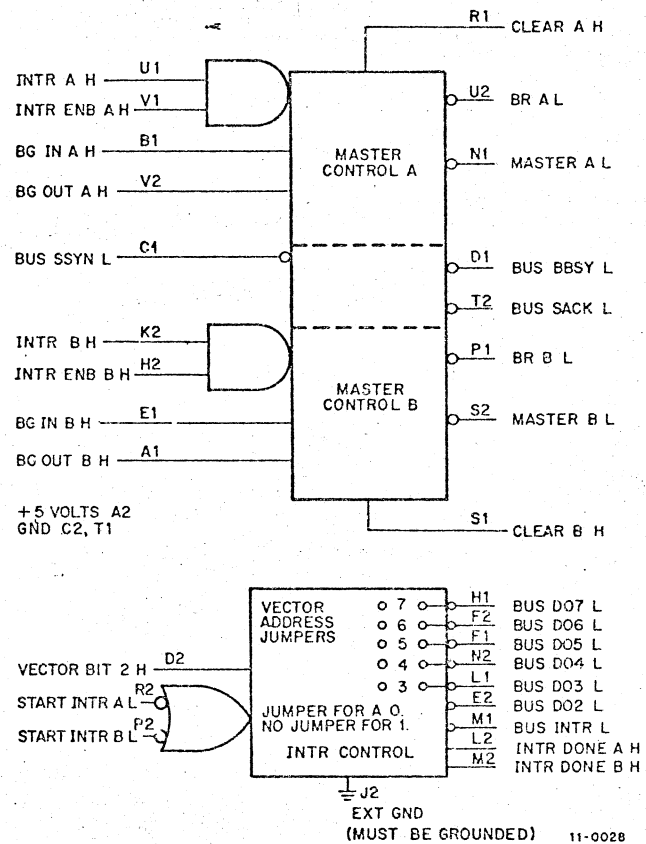 R1
CLEAR A H
INTR A H U1
INTR ENB A H V1
U2 BR A L
BG IN A H B1
MASTER
CONTROL A
N1 MASTER A L
BG OUT A H V2
BUS SSYN L C1
D1 BUS BBSY L
T2 BUS SACK L
INTR B H K2
P1 BR B L
INTR ENB B H H2
MASTER
CONTROL B
BG IN B H E1
S2 MASTER B L
BG OUT B H A1
+5 VOLTS A2
GND C2, T1
S1
CLEAR B H
VECTOR
ADDRESS
JUMPERS
7 H1 BUS D07 L
6 F2 BUS D06 L
5 F1 BUS D05 L
4 N2 BUS D04 L
3 L1 BUS D03 L
E2 BUS D02 L
M1 BUS INTR L
L2 INTR DONE A H
M2 INTR DONE B H
VECTOR BIT 2 H D2
START INTR A L R2
START INTR B L P2
JUMPER FOR A 0.
NO JUMPER FOR 1.
INTR CONTROL
J2
EXT GND
(MUST BE GROUNDED)
11-0028